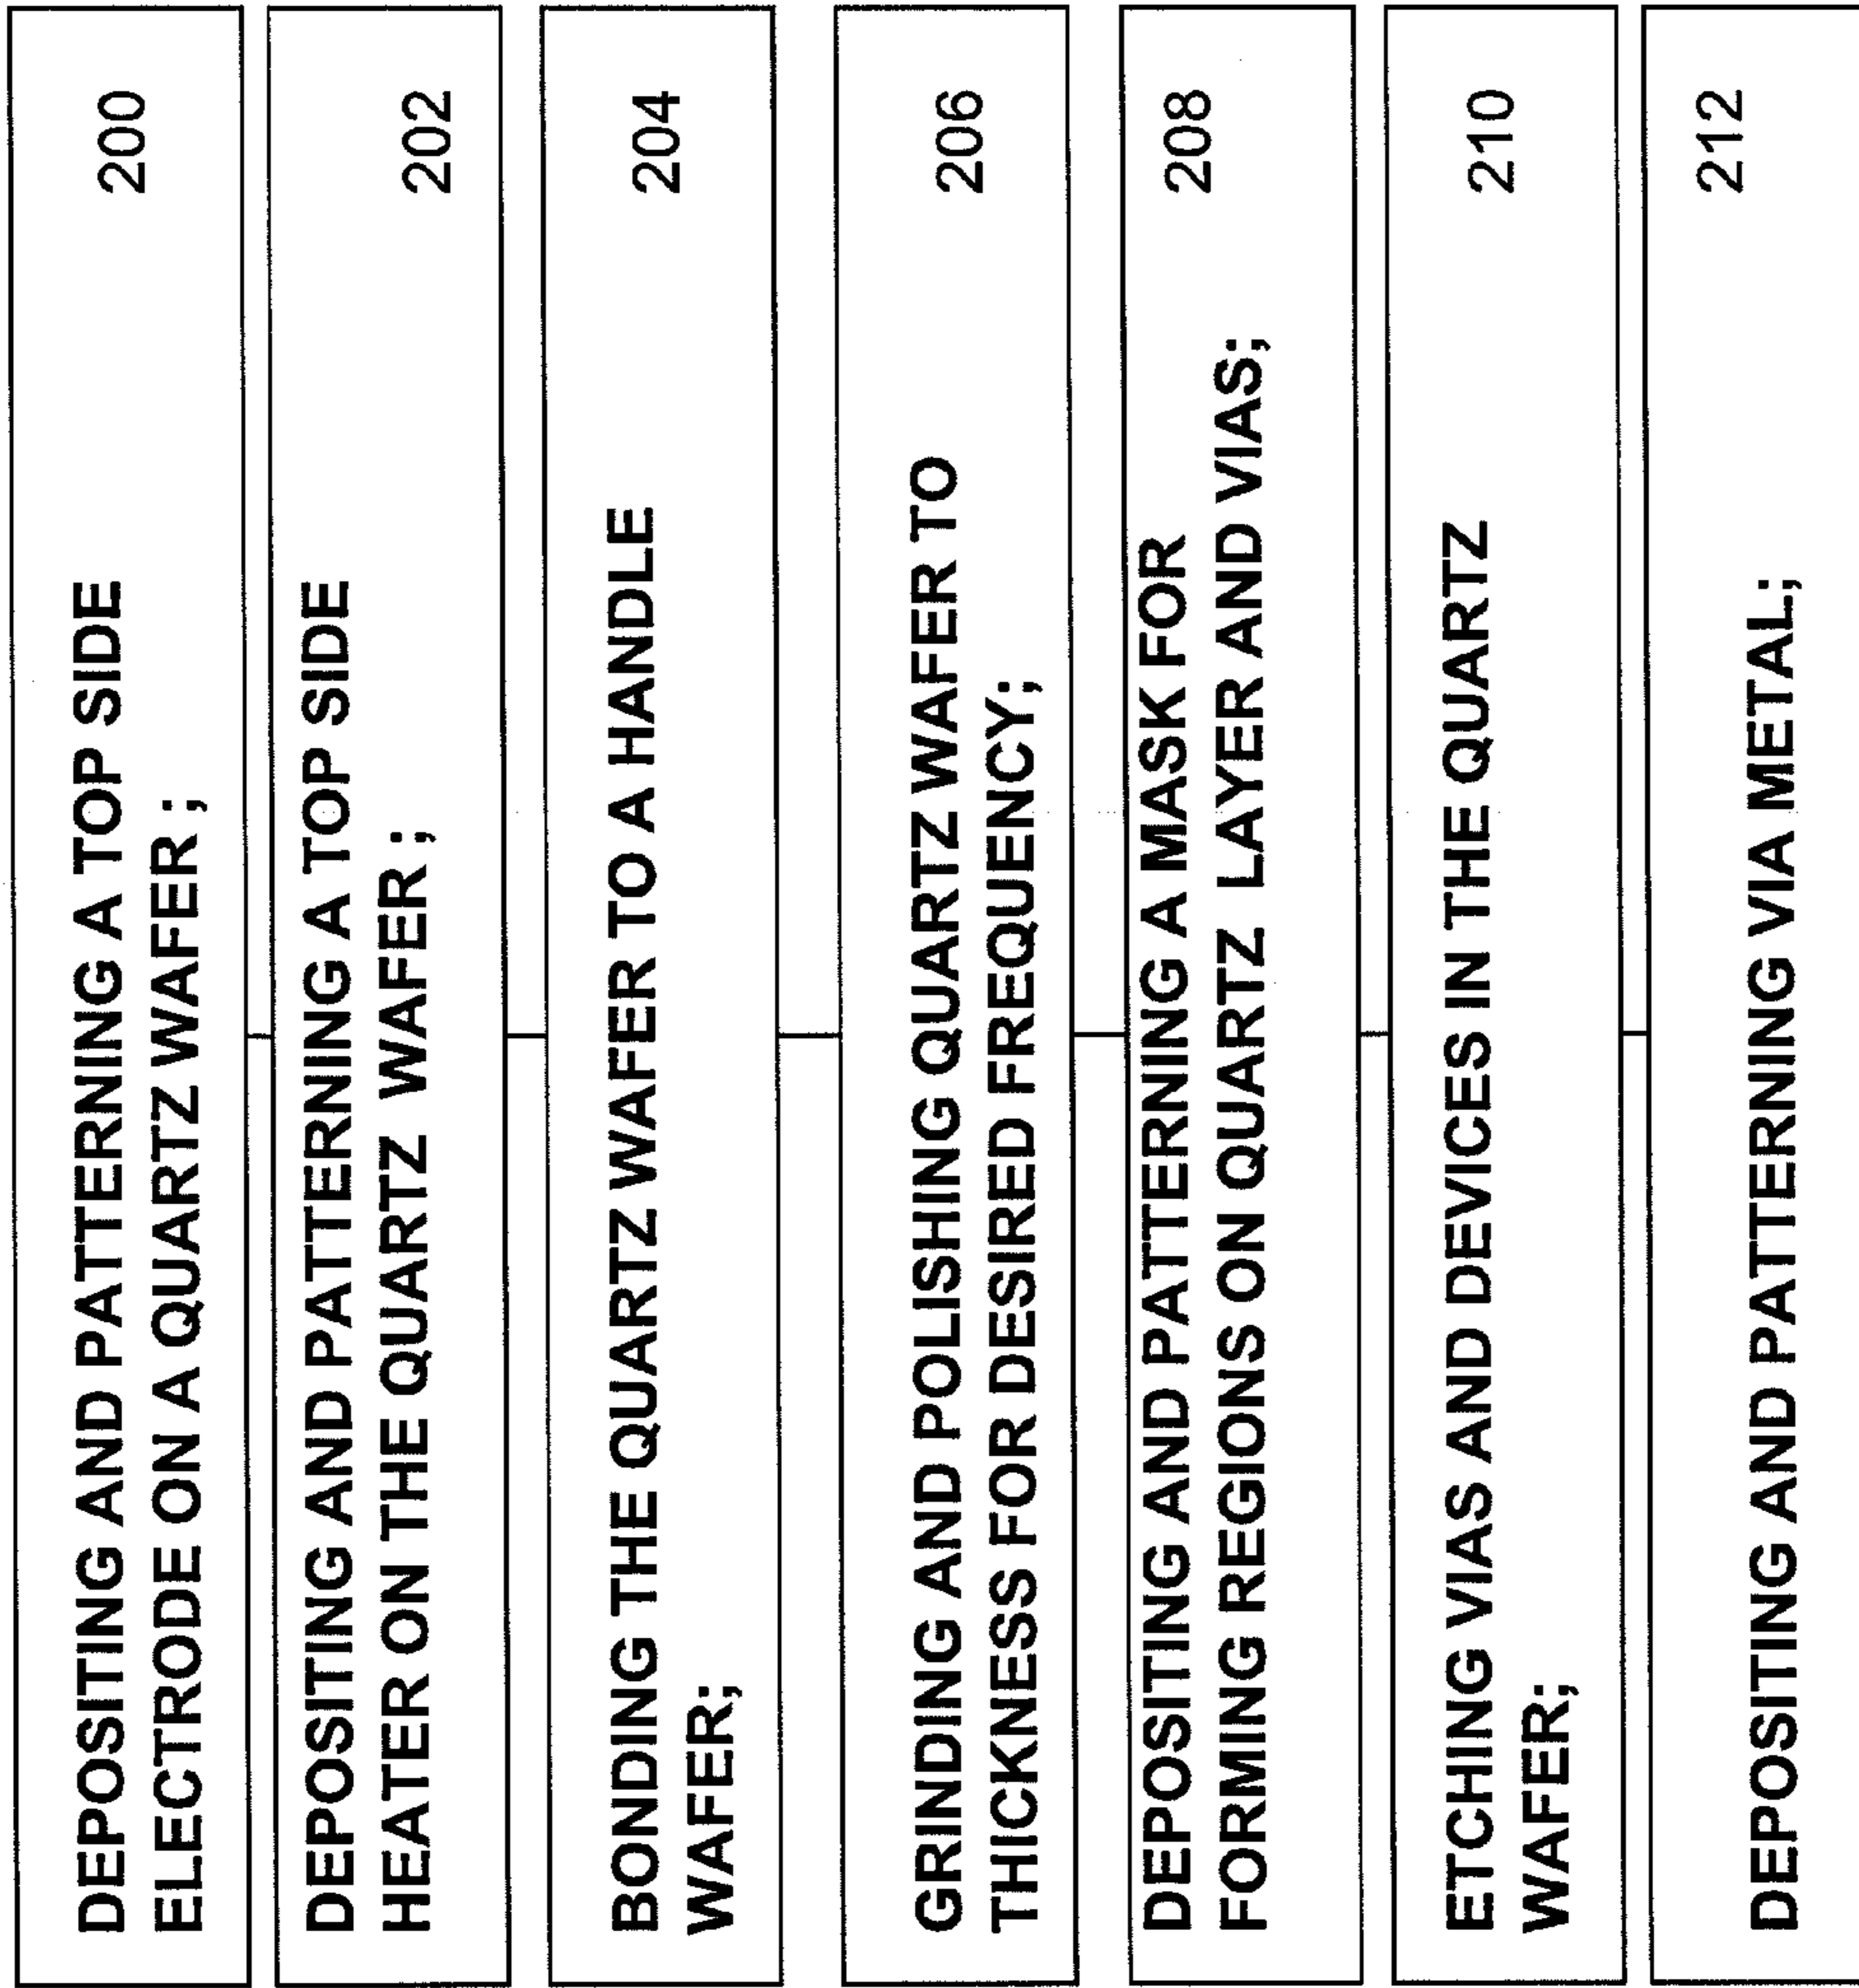 DEPOSITING AND PATTERNING A TOP SIDE
ELECTRODE ON A QUARTZ WAFER ;
200
DEPOSITING AND PATTERNING A TOP SIDE
HEATER ON THE QUARTZ WAFER ;
202
BONDING THE QUARTZ WAFER TO A HANDLE
WAFER;
204
GRINDING AND POLISHING QUARTZ WAFER TO
THICKNESS FOR DESIRED FREQUENCY;
206
DEPOSITING AND PATTERNING A MASK FOR
FORMING REGIONS ON QUARTZ LAYER AND VIAS;
208
ETCHING VIAS AND DEVICES IN THE QUARTZ
WAFER;
210
DEPOSITING AND PATTERNING VIA METAL;
212